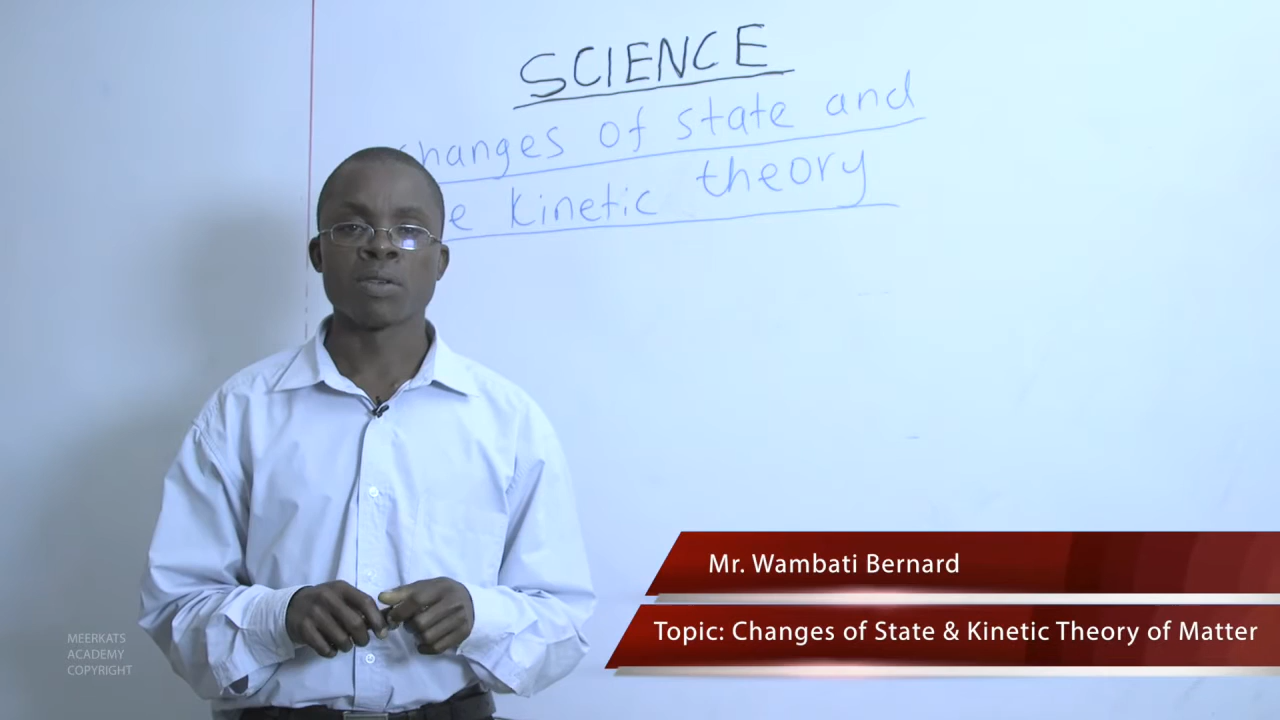 SCIENCE
changes of state and
e Kinetic theory
Mr. Wambati Bernard
Topic: Changes of State & Kinetic Theory of Matter
MEERKATS
ACADEMY
COPYRIGHT